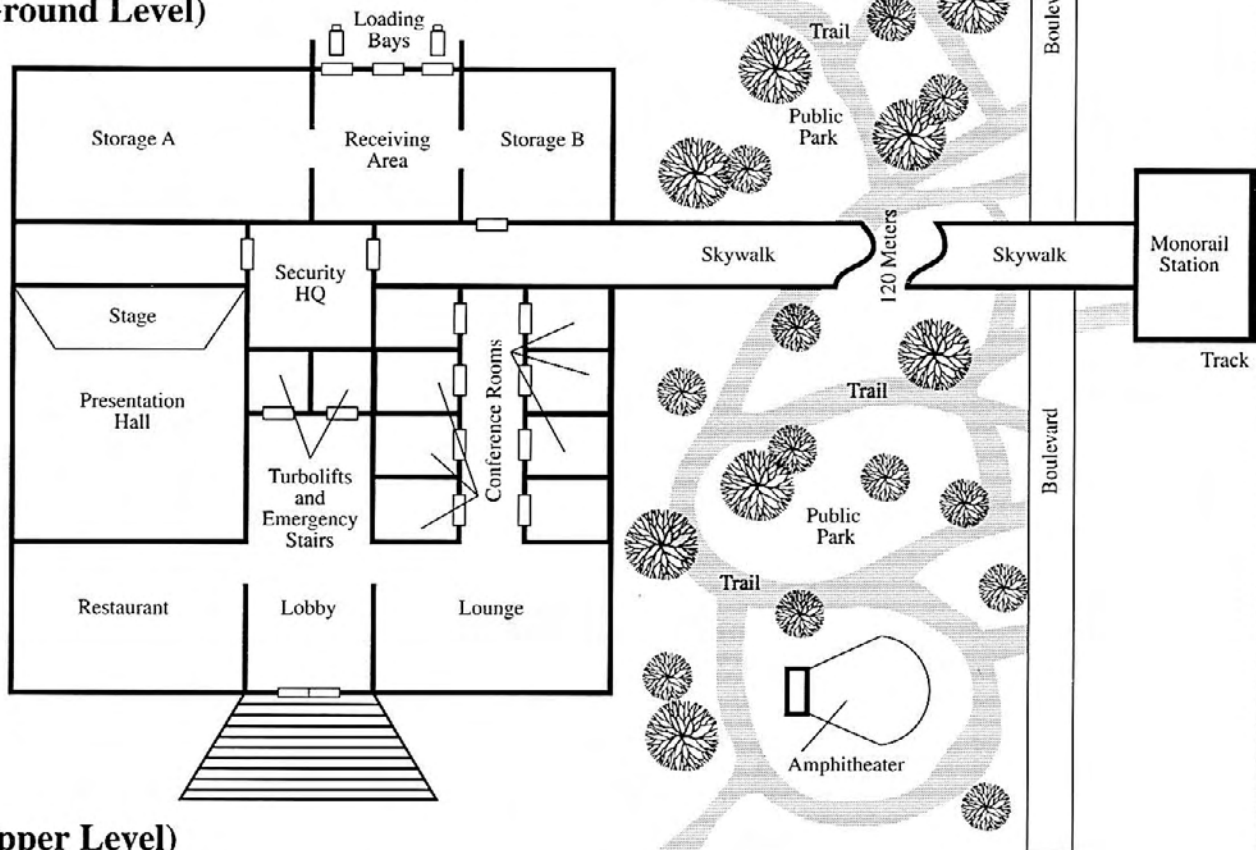 round Level)
Loading
Bays
Trail
Boulev
Storage A
Receiving
Area
Storage B
Public
Park
Security
HQ
Skywalk
120 Meters
Skywalk
Monorail
Station
Stage
Track
Presentation
Hall
Conference Rooms
Trail
Boulevard
Turbolifts
and
Emergency
Stairs
Public
Park
Trail
Restaurant
Lobby
Lounge
Amphitheater
pper Level)